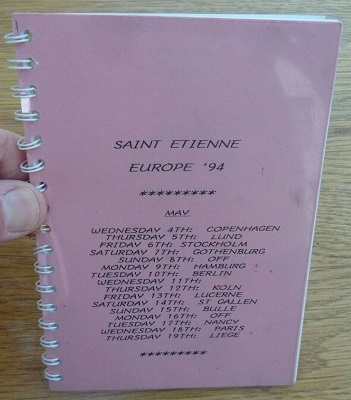 SAINT ETIENNE
EUROPE '94
*********
MAY
WEDNESDAY 4TH: COPENHAGEN
THURSDAY 5TH: LUND
FRIDAY 6TH: STOCKHOLM
SATURDAY 7TH: GOTHENBURG
SUNDAY 8TH: OFF
MONDAY 9TH: HAMBURG
TUESDAY 10TH: BERLIN
WEDNESDAY 11TH:
THURSDAY 12TH: KOLN
FRIDAY 13TH: LUCERNE
SATURDAY 14TH: ST GALLEN
SUNDAY 15TH: BULLE
MONDAY 16TH: OFF
TUESDAY 17TH: NANCY
WEDNESDAY 18TH: PARIS
THURSDAY 19TH: LIEGE
*********